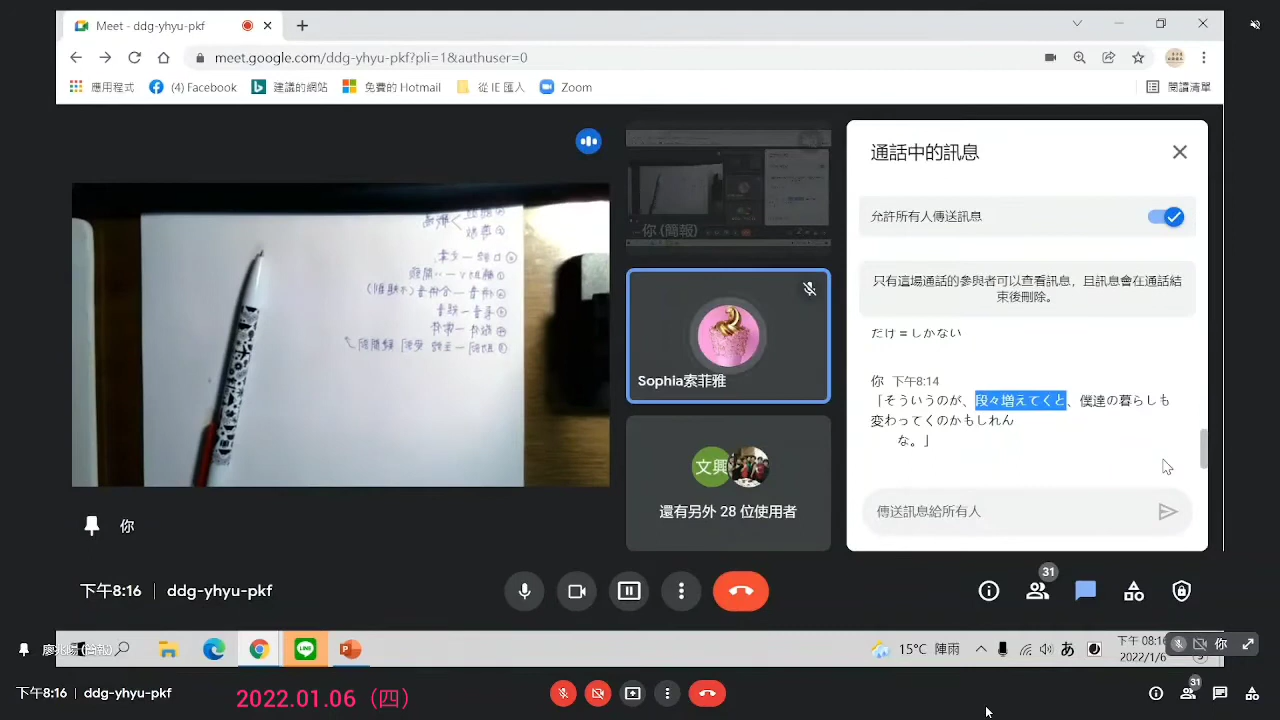 Meet - ddg-yhyu-pkf
meet.google.com/ddg-yhyu-pkf?pli=1&authuser=0
應用程式
(4) Facebook
建議的網站
免費的 Hotmail
從 IE 匯入
Zoom
閱讀清單
你 (簡報)
Sophia索菲雅
文興
還有另外 28 位使用者
你
通話中的訊息
允許所有人傳送訊息
只有這場通話的參與者可以查看訊息，且訊息會在通話結
束後刪除。
だけ = しかない
你 下午8:14
「そういうのが、段々増えてくと、僕達の暮らしも
変わってくのかもしれん
な。」
傳送訊息給所有人
下午8:16 | ddg-yhyu-pkf
31
15°C 陣雨
あ
下午 08:16
2022/1/6
你
下午8:16 | ddg-yhyu-pkf
2022.01.06（四）
31